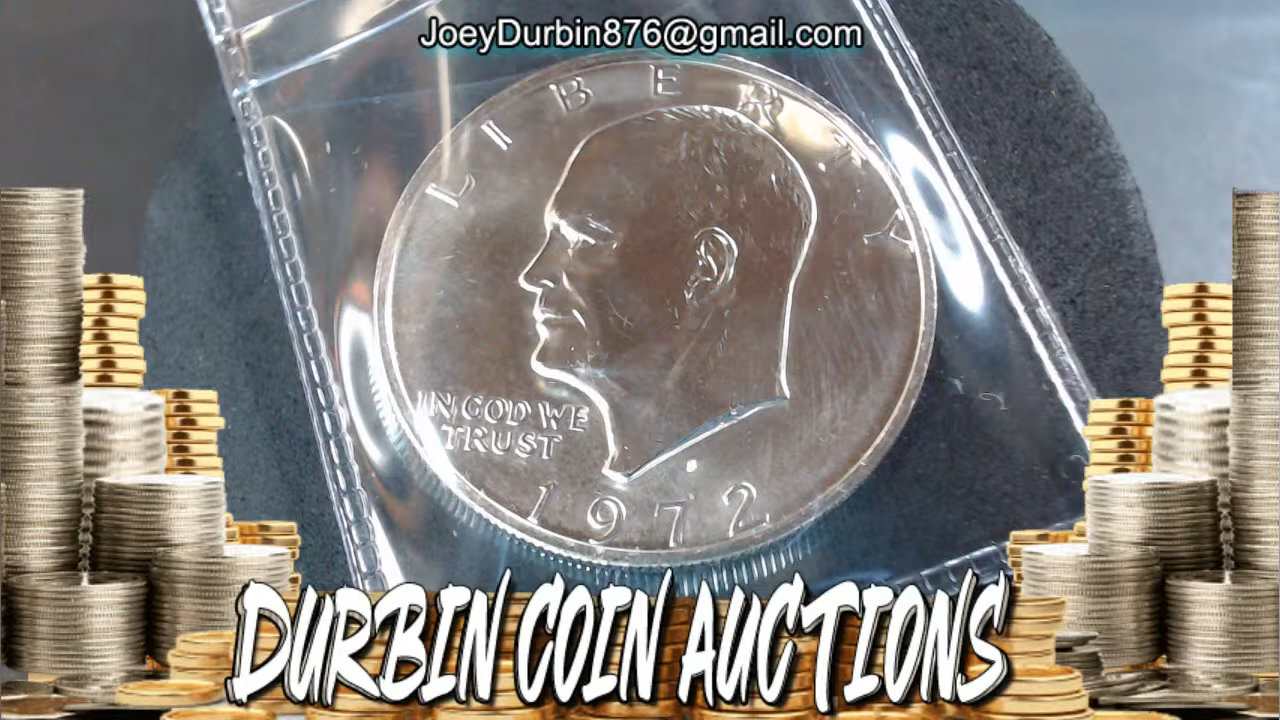 JoeyDurbin876@gmail.com
LIBERTY
IN GOD WE
TRUST
1972
DURBIN COIN AUCTIONS